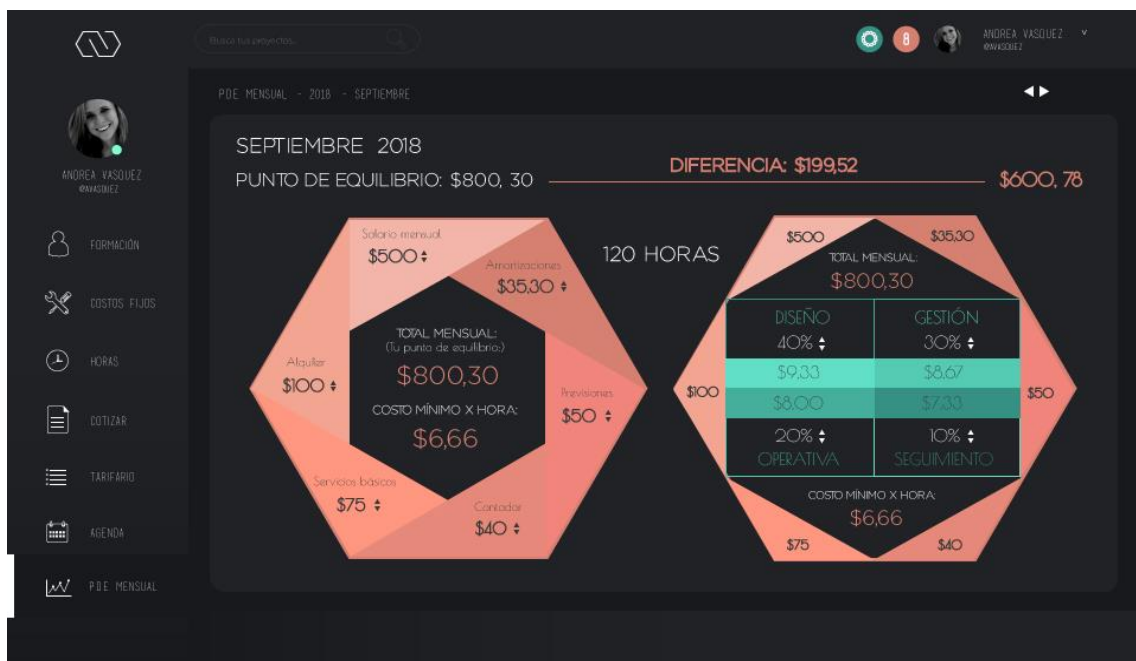 Busca tus proyectos...
8
ANDREA VASQUEZ
@AVASQUEZ
ANDREA VASQUEZ
@AVASQUEZ
FORMACIÓN
COSTOS FIJOS
HORAS
COTIZAR
TARIFARIO
AGENDA
P.D.E. MENSUAL
P.D.E. MENSUAL - 2018 - SEPTIEMBRE
SEPTIEMBRE 2018
PUNTO DE EQUILIBRIO: $800, 30
DIFERENCIA: $199,52
$600, 78
Salario mensual
$500
Amortizaciones
$35,30
Alquiler
$100
TOTAL MENSUAL:
(Tu punto de equilibrio:)
$800,30
COSTO MÍNIMO X HORA:
$6,66
Previsiones
$50
Servicios básicos
$75
Contador
$40
120 HORAS
$500
$35,30
TOTAL MENSUAL:
$800,30
DISEÑO
GESTIÓN
40%
30%
$9,33
$8,67
$100
$50
$8,00
$7,33
20%
10%
OPERATIVA
SEGUIMIENTO
COSTO MÍNIMO X HORA:
$6,66
$75
$40